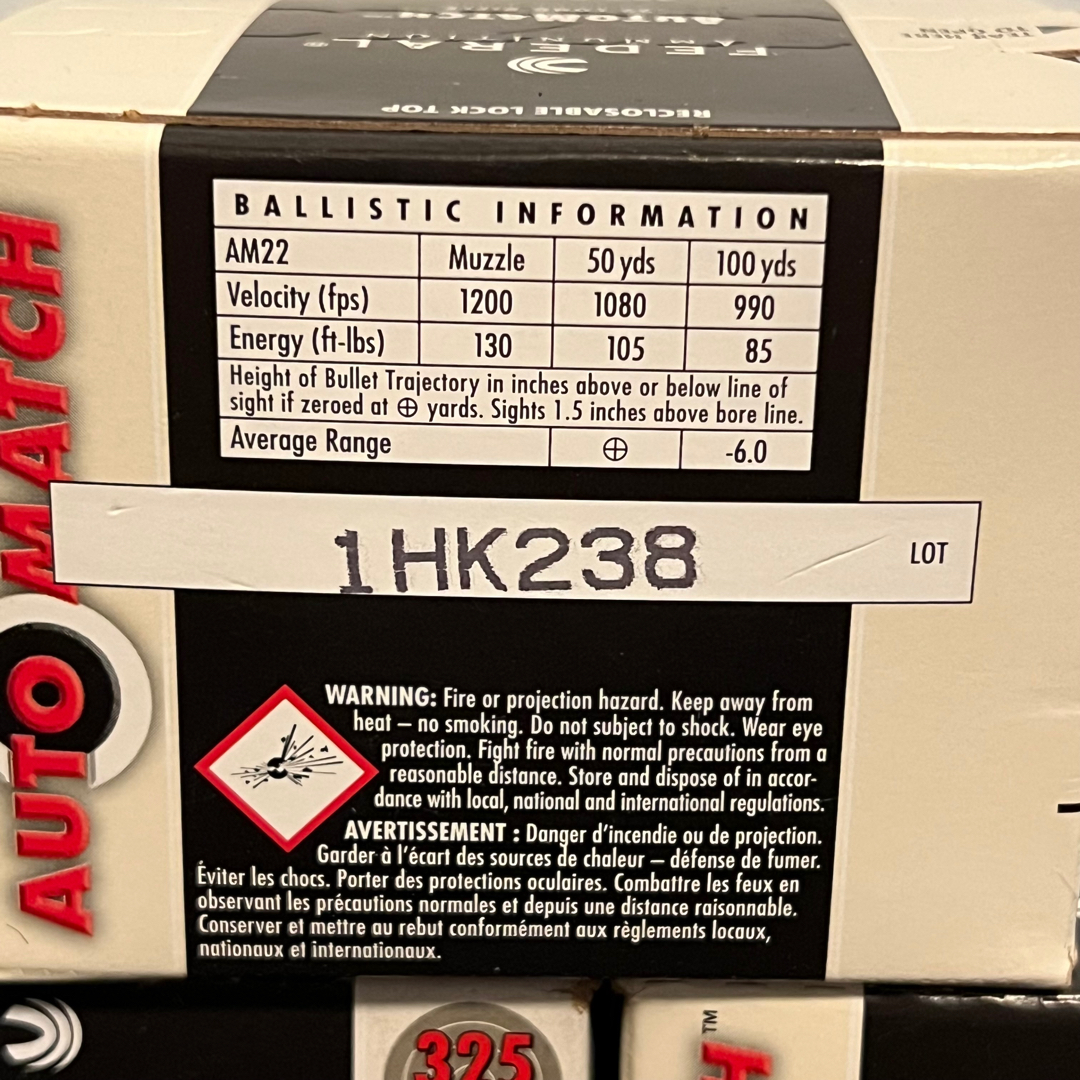 TEAR HERE
TO OPEN
AUTOMATCH™
AMMUNITION
FEDERAL®
RECLOSABLE LOCK TOP
BALLISTIC INFORMATION
AM22 Muzzle 50 yds 100 yds
Velocity (fps) 1200 1080 990
Energy (ft-lbs) 130 105 85
Height of Bullet Trajectory in inches above or below line of
sight if zeroed at ⊕ yards. Sights 1.5 inches above bore line.
Average Range ⊕ -6.0
AUTOMATCH
1HK238
LOT
WARNING: Fire or projection hazard. Keep away from
heat – no smoking. Do not subject to shock. Wear eye
protection. Fight fire with normal precautions from a
reasonable distance. Store and dispose of in accor-
dance with local, national and international regulations.
AVERTISSEMENT : Danger d'incendie ou de projection.
Garder à l'écart des sources de chaleur – défense de fumer.
Éviter les chocs. Porter des protections oculaires. Combattre les feux en
observant les précautions normales et depuis une distance raisonnable.
Conserver et mettre au rebut conformément aux règlements locaux,
nationaux et internationaux.
325
H™